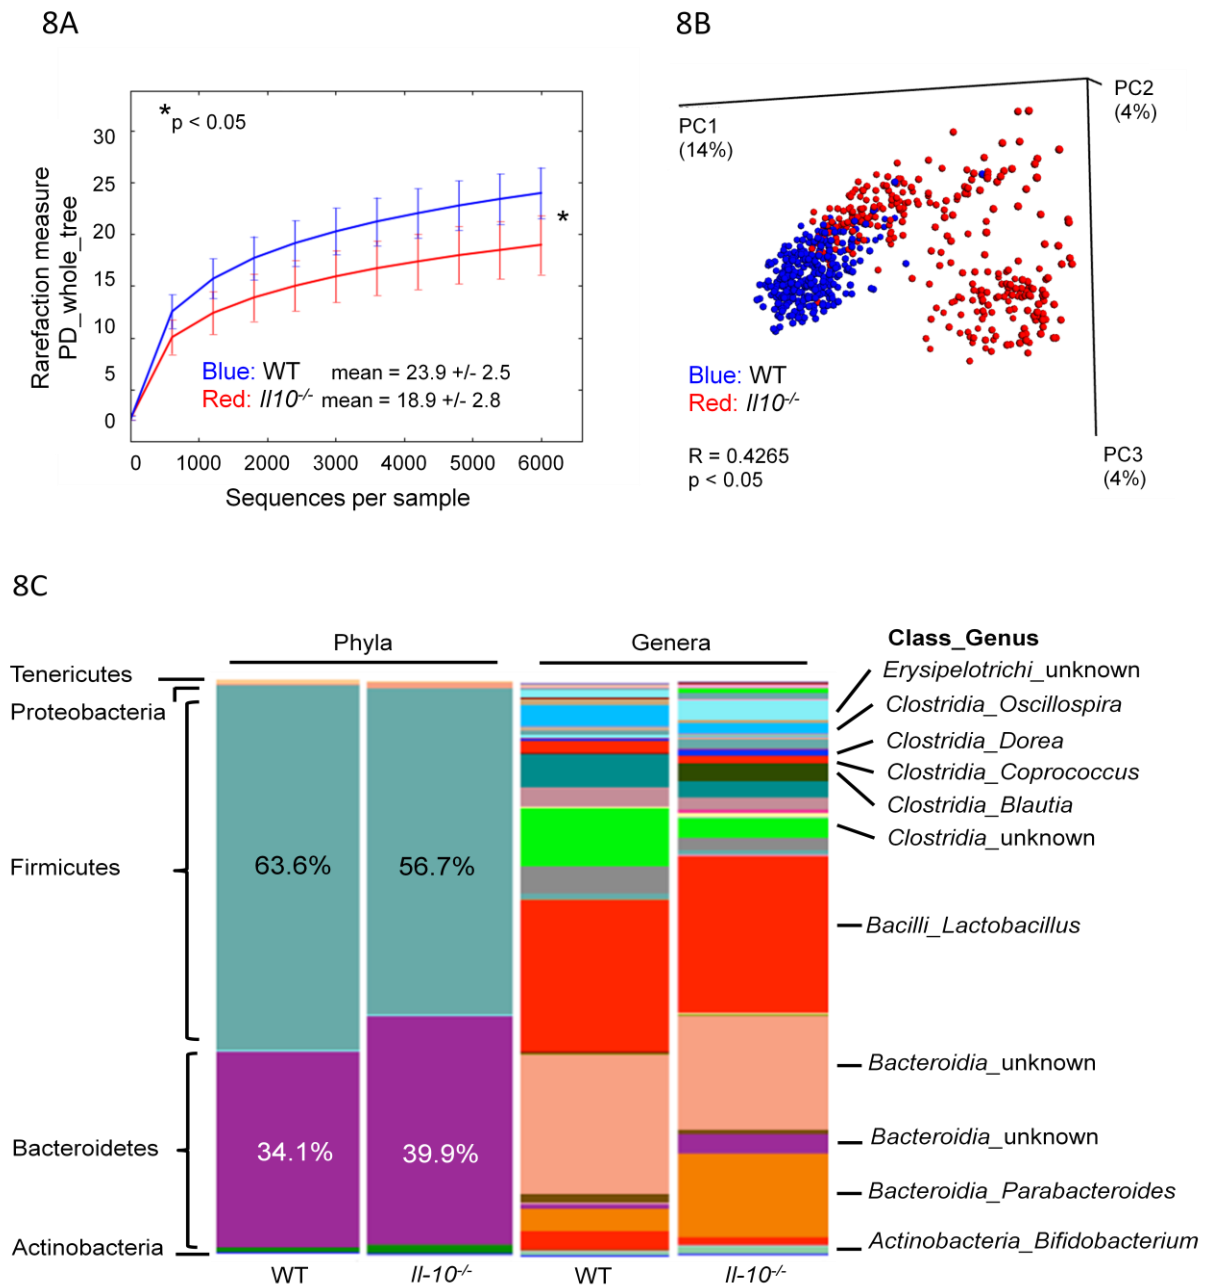 8A
30
25
20
15
10
5
0
Rarefaction measure
PD_whole_tree
*p < 0.05
*
Blue: WT mean = 23.9 +/- 2.5
Red: Il10-/- mean = 18.9 +/- 2.8
0 1000 2000 3000 4000 5000 6000
Sequences per sample
8B
PC1
(14%)
PC2
(4%)
PC3
(4%)
Blue: WT
Red: Il10-/-
R = 0.4265
p < 0.05
8C
Phyla
Genera
Class_Genus
Tenericutes
Proteobacteria
Firmicutes
Bacteroidetes
Actinobacteria
63.6%
56.7%
34.1%
39.9%
Erysipelotrichi_unknown
Clostridia_Oscillospira
Clostridia_Dorea
Clostridia_Coprococcus
Clostridia_Blautia
Clostridia_unknown
Bacilli_Lactobacillus
Bacteroidia_unknown
Bacteroidia_unknown
Bacteroidia_Parabacteroides
Actinobacteria_Bifidobacterium
WT Il-10-/- WT Il-10-/-